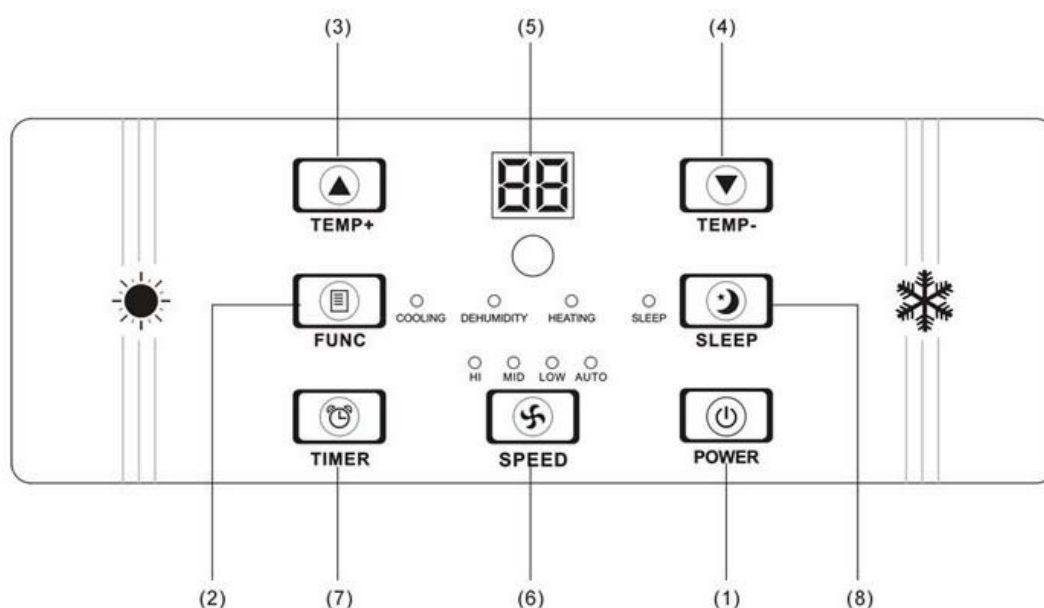 (3) (5) (4)
88
TEMP+ TEMP-
COOLING DEHUMIDITY HEATING SLEEP
FUNC SLEEP
HI MID LOW AUTO
TIMER SPEED POWER
(2) (7) (6) (1) (8)